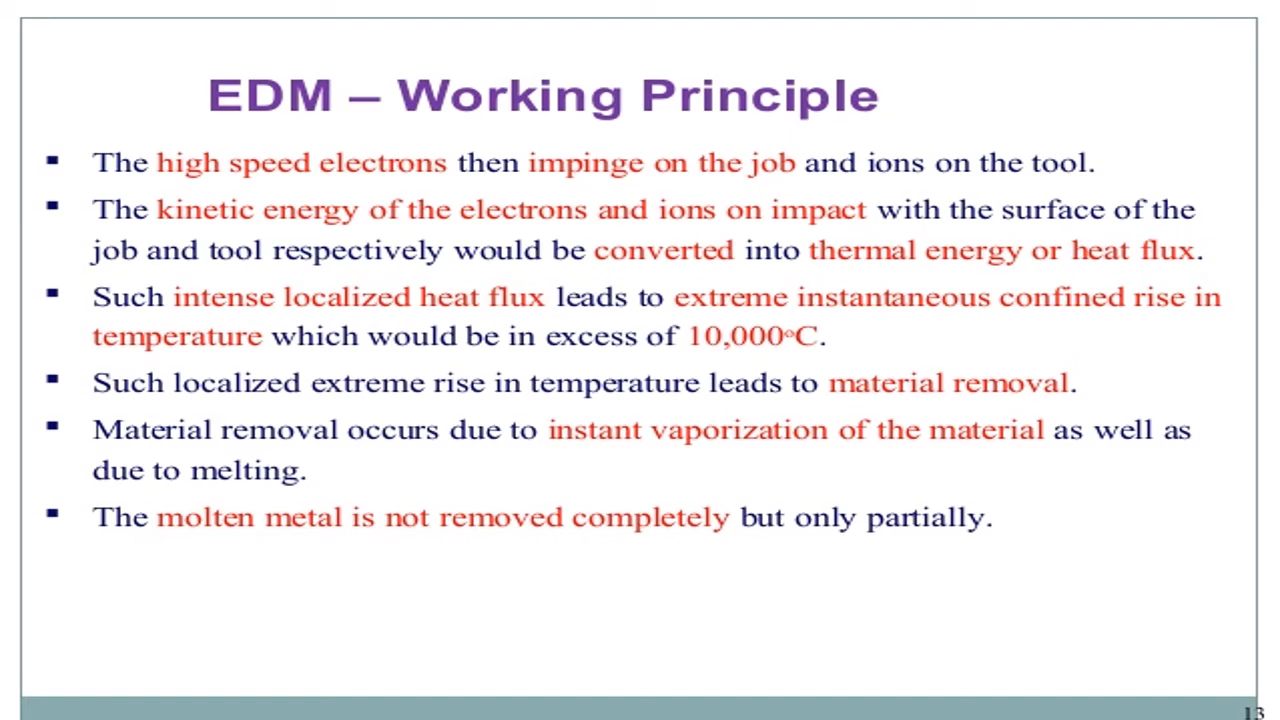 EDM – Working Principle
▪ The high speed electrons then impinge on the job and ions on the tool.
▪ The kinetic energy of the electrons and ions on impact with the surface of the
job and tool respectively would be converted into thermal energy or heat flux.
▪ Such intense localized heat flux leads to extreme instantaneous confined rise in
temperature which would be in excess of 10,000ᵒC.
▪ Such localized extreme rise in temperature leads to material removal.
▪ Material removal occurs due to instant vaporization of the material as well as
due to melting.
▪ The molten metal is not removed completely but only partially.
13